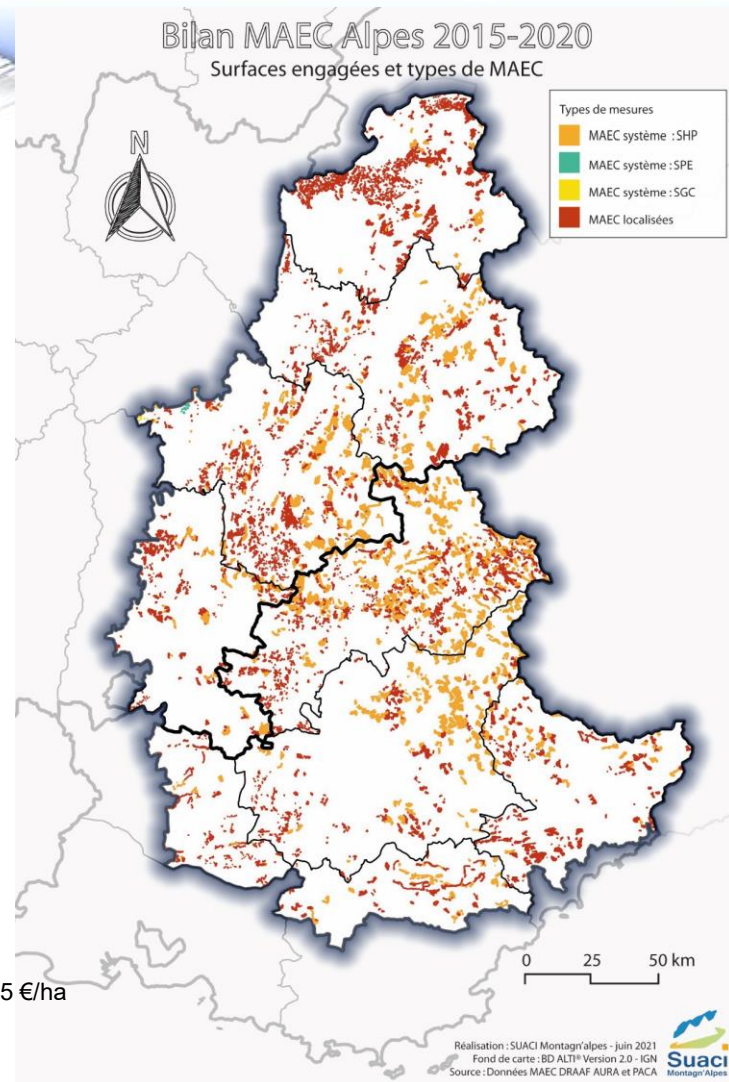 Bilan MAEC Alpes 2015-2020
Surfaces engagées et types de MAEC
N
Types de mesures
MAEC système : SHP
MAEC système : SPE
MAEC système : SGC
MAEC localisées
5 €/ha
0 25 50 km
Réalisation : SUACI Montagn'alpes - juin 2021
Fond de carte : BD ALTI® Version 2.0 - IGN
Source : Données MAEC DRAAF AURA et PACA
Suaci
Montagn'Alpes